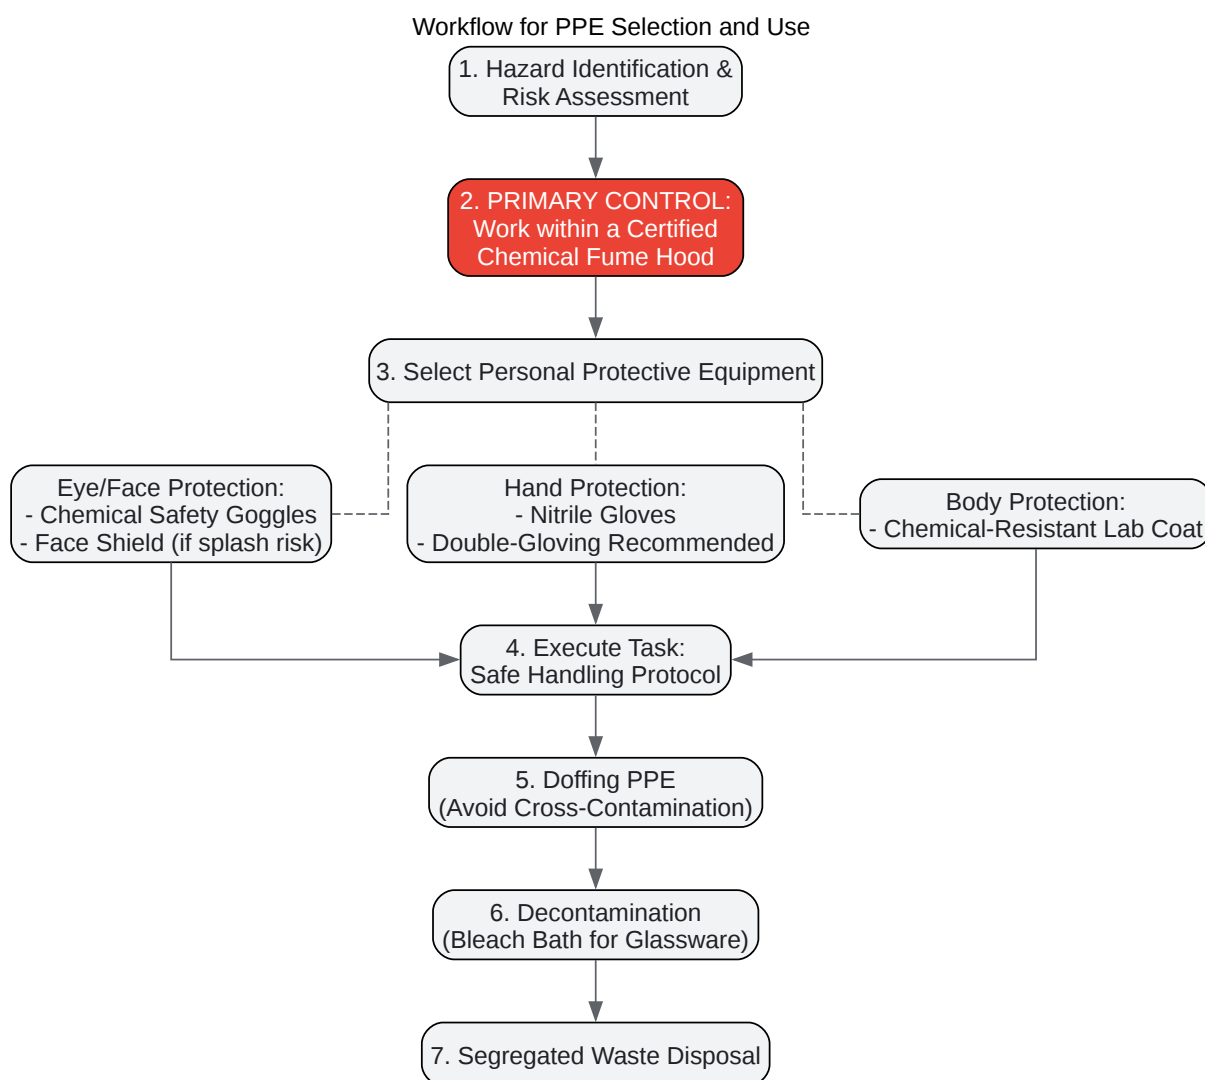 Workflow for PPE Selection and Use
1. Hazard Identification &
Risk Assessment
2. PRIMARY CONTROL:
Work within a Certified
Chemical Fume Hood
3. Select Personal Protective Equipment
Eye/Face Protection:
- Chemical Safety Goggles
- Face Shield (if splash risk)
Hand Protection:
- Nitrile Gloves
- Double-Gloving Recommended
Body Protection:
- Chemical-Resistant Lab Coat
4. Execute Task:
Safe Handling Protocol
5. Doffing PPE
(Avoid Cross-Contamination)
6. Decontamination
(Bleach Bath for Glassware)
7. Segregated Waste Disposal